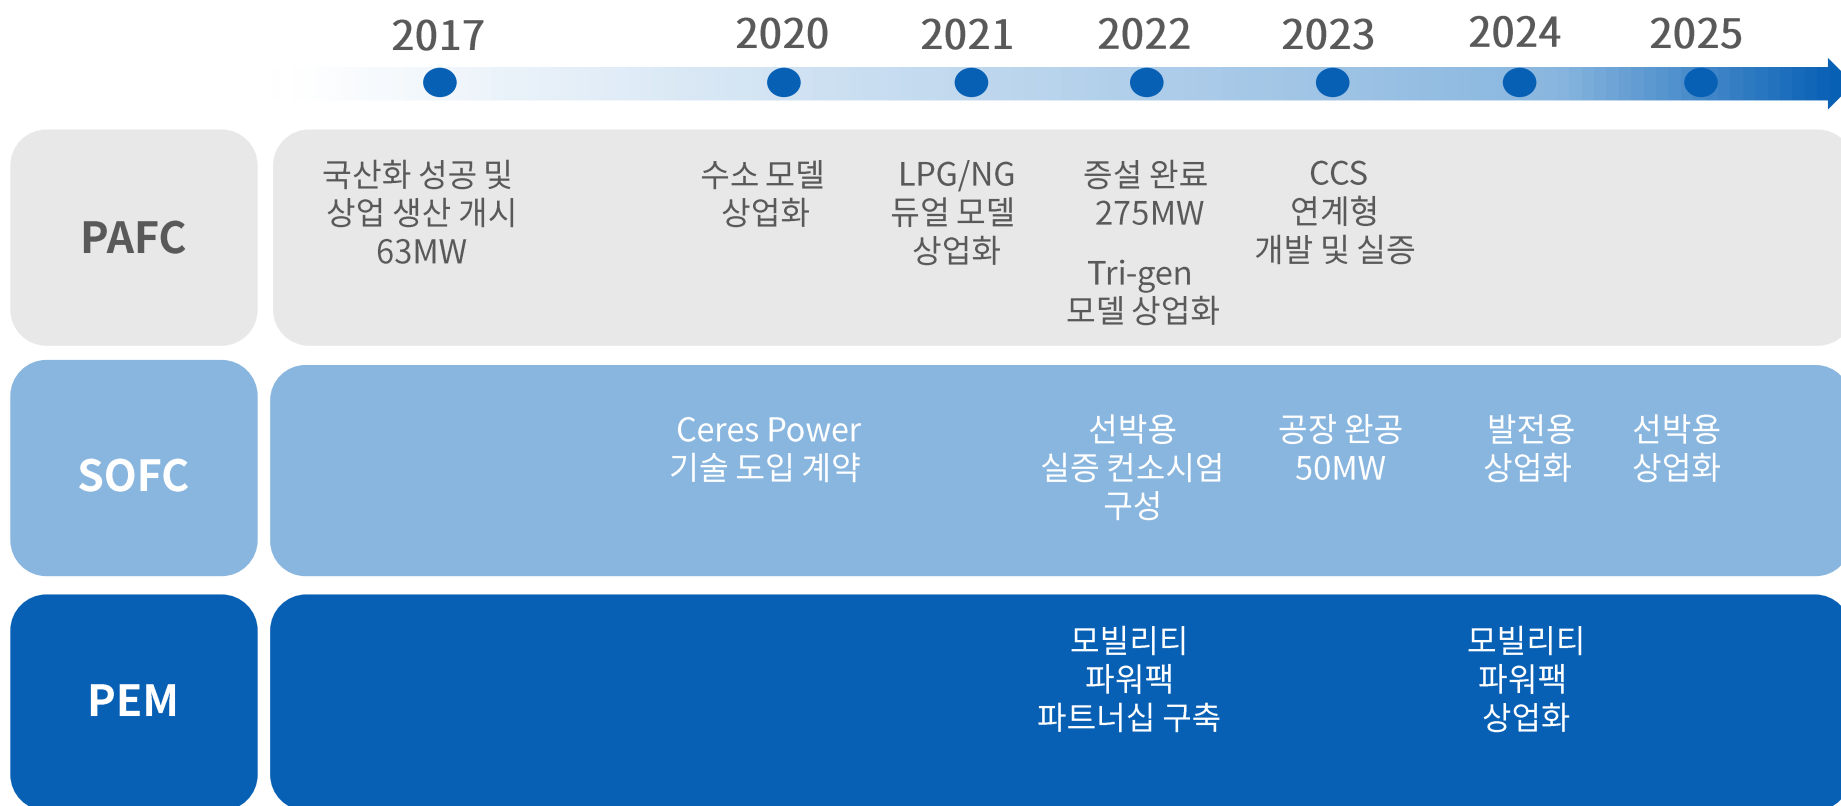 2017
2020
2021
2022
2023
2024
2025
PAFC
국산화 성공 및
상업 생산 개시
63MW
수소 모델
상업화
LPG/NG
듀얼 모델
상업화
증설 완료
275MW
Tri-gen
모델 상업화
CCS
연계형
개발 및 실증
SOFC
Ceres Power
기술 도입 계약
선박용
실증 컨소시엄
구성
공장 완공
50MW
발전용
상업화
선박용
상업화
PEM
모빌리티
파워팩
파트너십 구축
모빌리티
파워팩
상업화